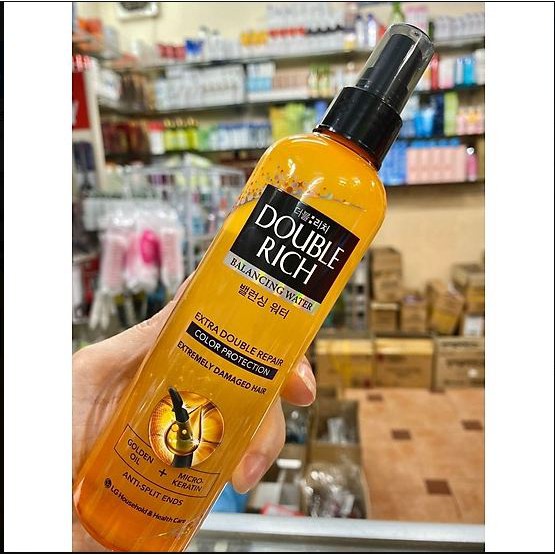 더블:리치
DOUBLE
RICH
BALANCING WATER
밸런싱 워터
EXTRA DOUBLE REPAIR
COLOR PROTECTION
EXTREMELY DAMAGED HAIR
GOLDEN
OIL
+
MICRO-
KERATIN
ANTI-SPLIT ENDS
LG Household & Health Care